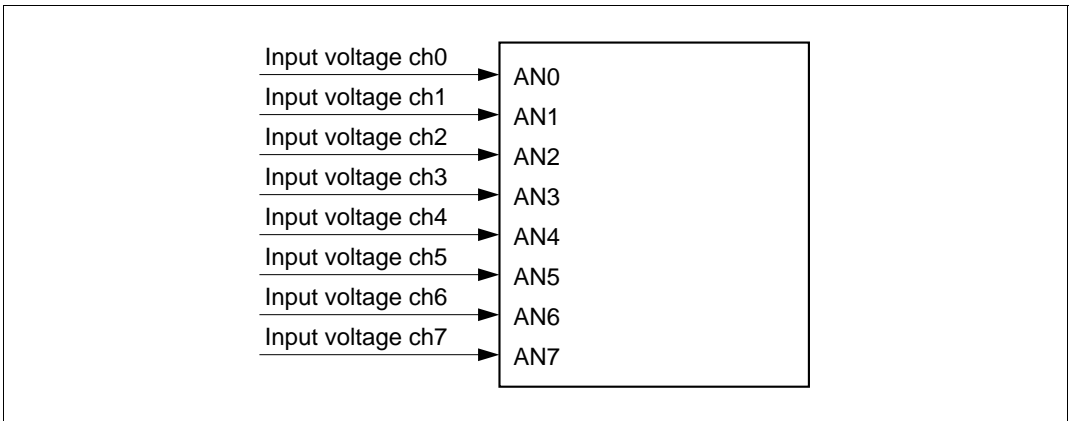 Input voltage ch0
AN0
Input voltage ch1
AN1
Input voltage ch2
AN2
Input voltage ch3
AN3
Input voltage ch4
AN4
Input voltage ch5
AN5
Input voltage ch6
AN6
Input voltage ch7
AN7